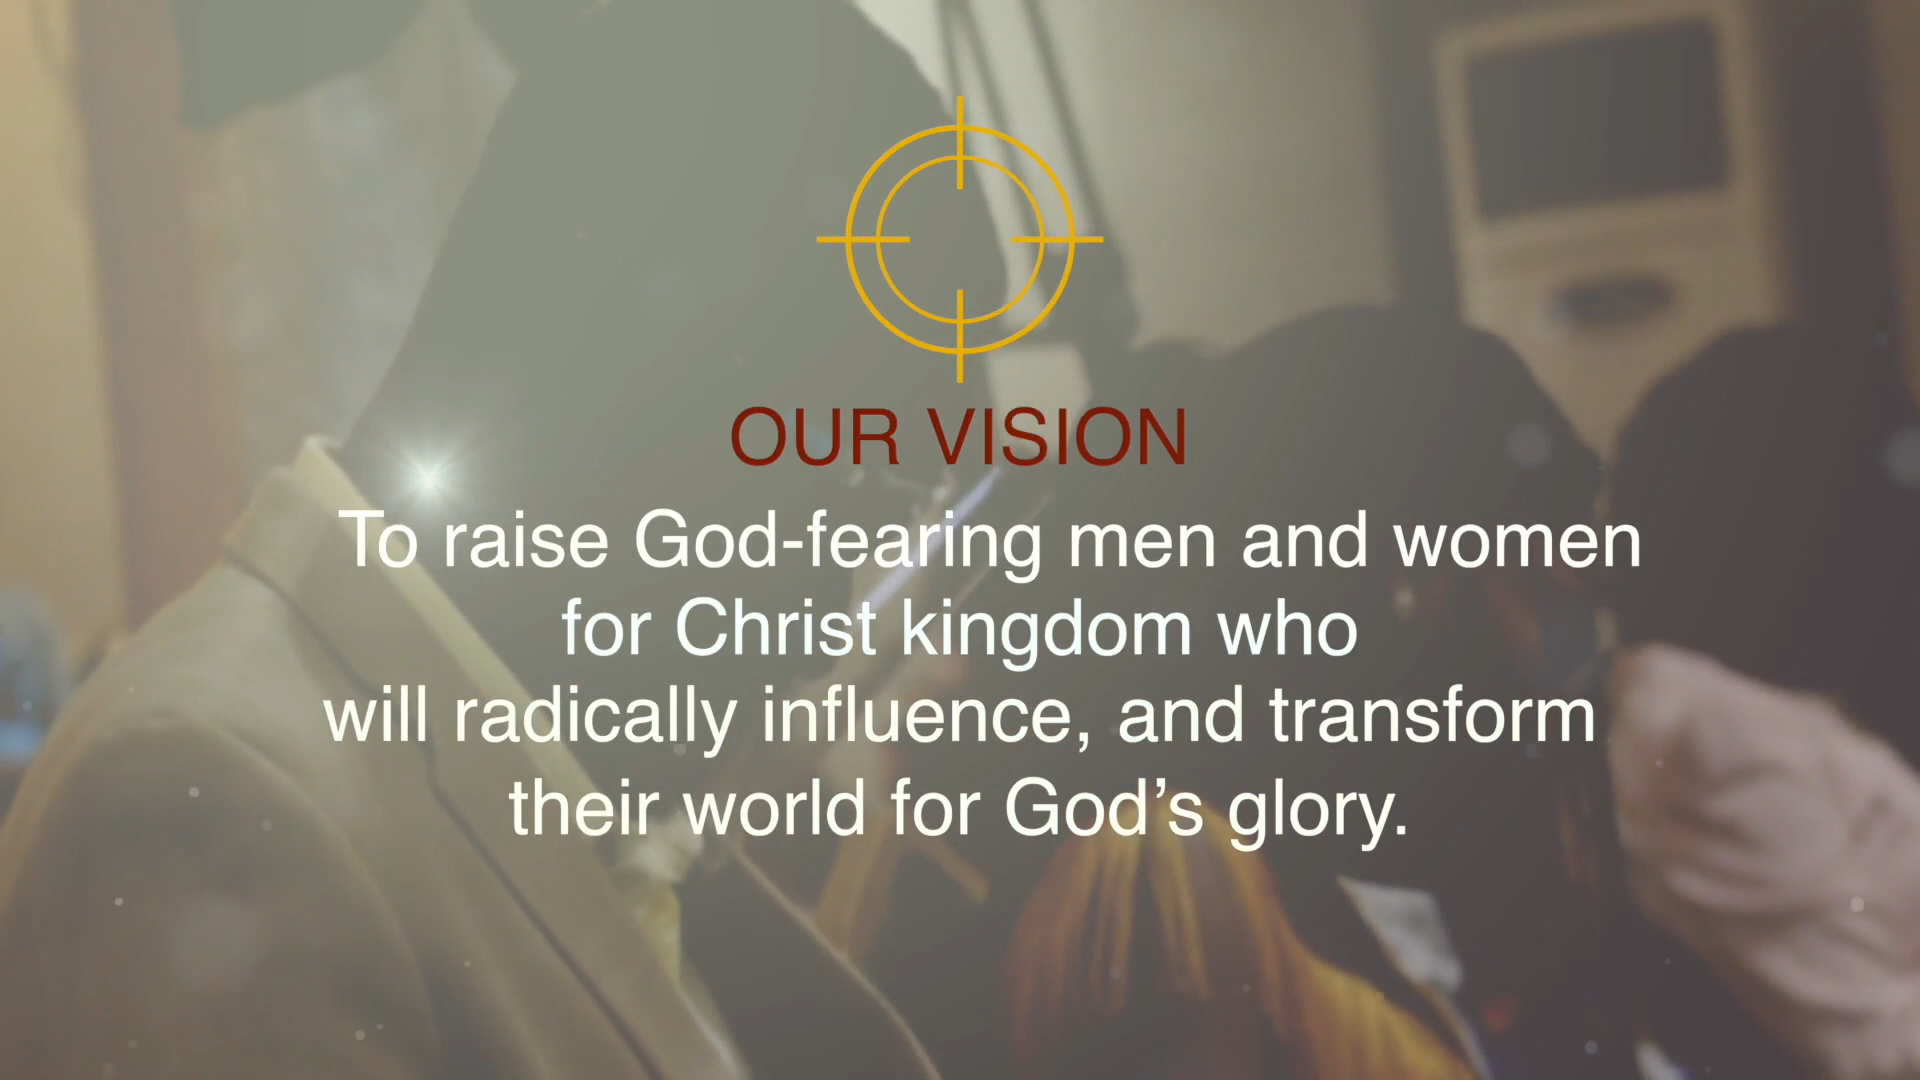 OUR VISION
To raise God-fearing men and women
for Christ kingdom who
will radically influence, and transform
their world for God’s glory.